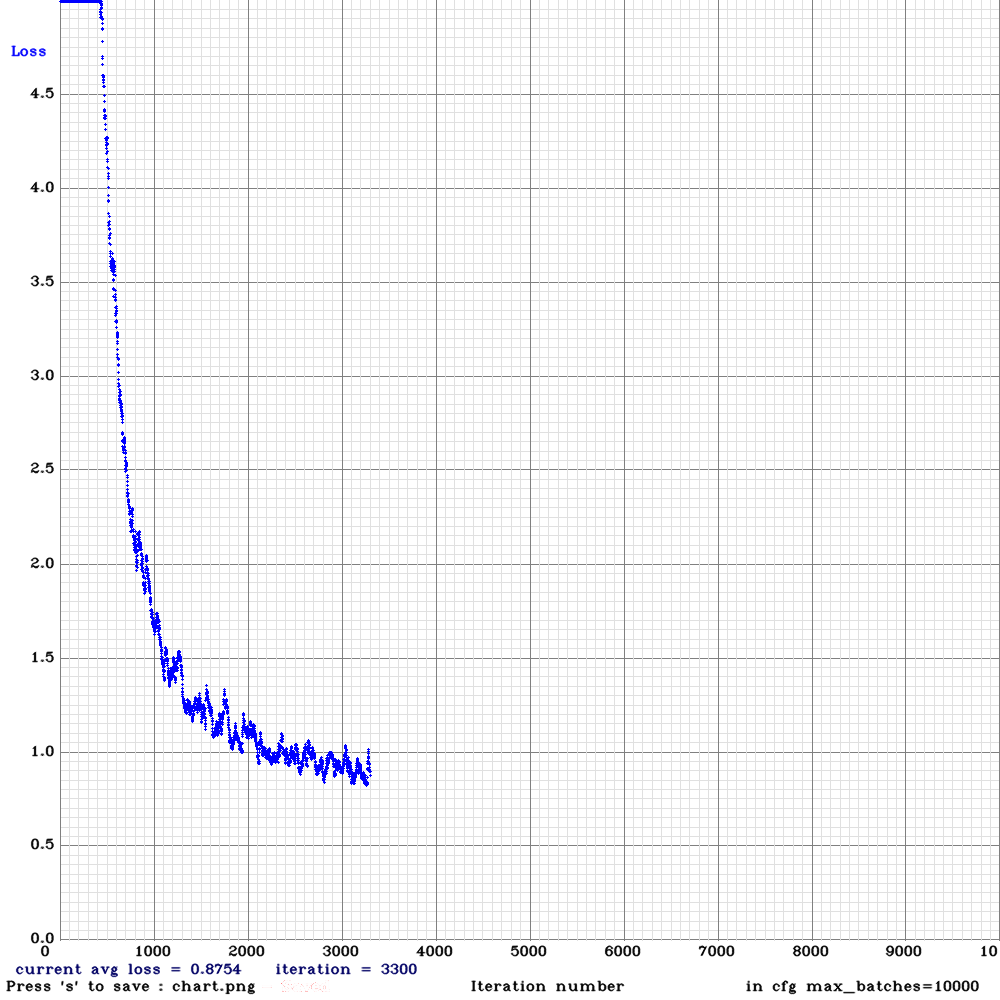 Loss
4.5
4.0
3.5
3.0
2.5
2.0
1.5
1.0
0.5
0.0
0 1000 2000 3000 4000 5000 6000 7000 8000 9000 10
current avg loss = 0.8754 iteration = 3300
Press 's' to save : chart.png Iteration number in cfg max_batches=10000